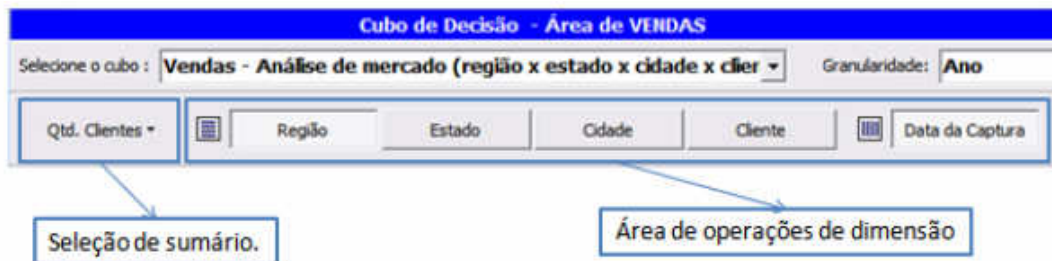 Cubo de Decisão - Área de VENDAS
Selecione o cubo : Vendas - Análise de mercado (região x estado x cidade x clier Granularidade: Ano
Qtd. Clientes Região Estado Cidade Cliente Data da Captura
Seleção de sumário. Área de operações de dimensão